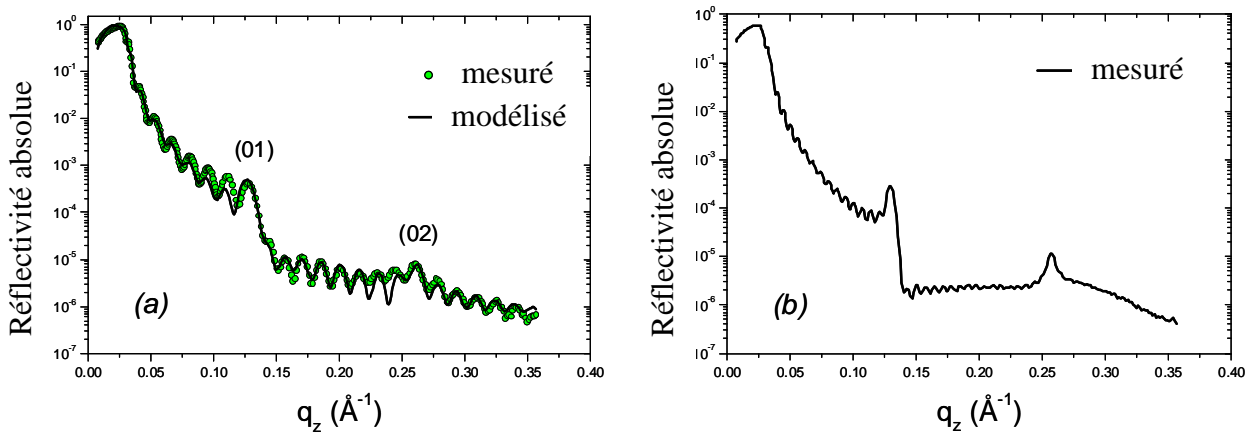 Réflectivité absolue
10^0
10^-1
10^-2
10^-3
10^-4
10^-5
10^-6
10^-7
mesuré
modélisé
(01)
(02)
(a)
0.00 0.05 0.10 0.15 0.20 0.25 0.30 0.35 0.40
q_z (Å^-1)
Réflectivité absolue
10^0
10^-1
10^-2
10^-3
10^-4
10^-5
10^-6
10^-7
mesuré
(b)
0.00 0.05 0.10 0.15 0.20 0.25 0.30 0.35 0.40
q_z (Å^-1)